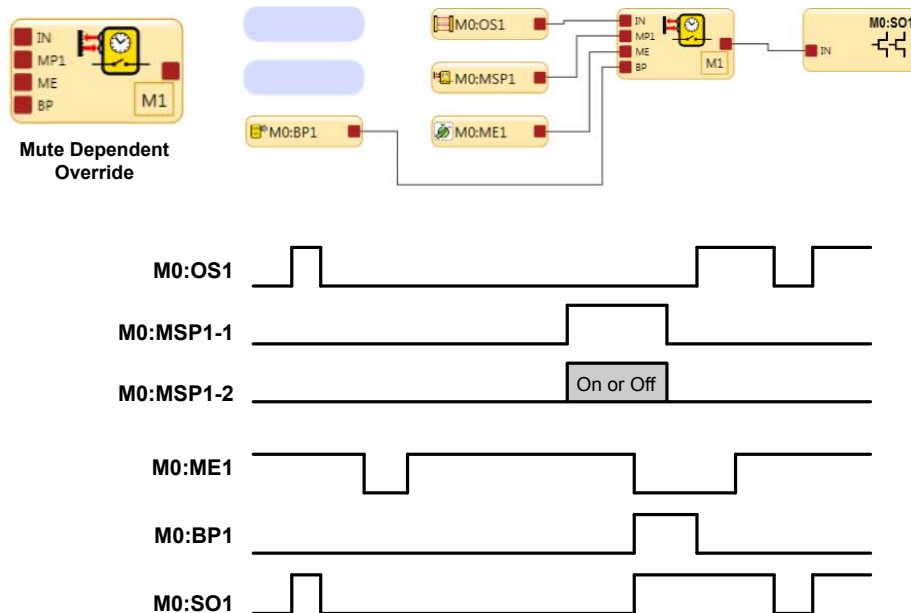 IN
MP1
ME
BP
M1
Mute Dependent
Override
M0:OS1
M0:MSP1
M0:BP1
M0:ME1
IN
MP1
ME
BP
M1
M0:SO1
IN
M0:OS1
M0:MSP1-1
M0:MSP1-2
On or Off
M0:ME1
M0:BP1
M0:SO1